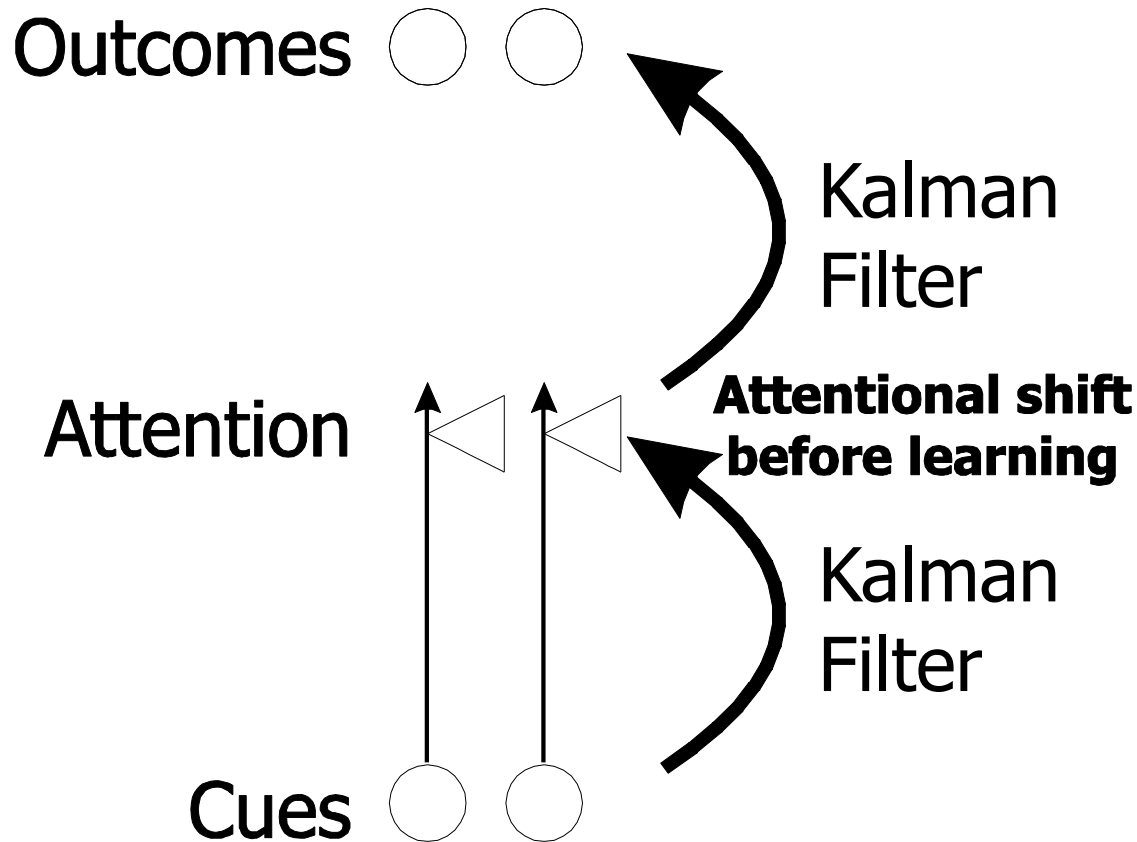 Outcomes
Kalman
Filter
Attention
Attentional shift
before learning
Kalman
Filter
Cues